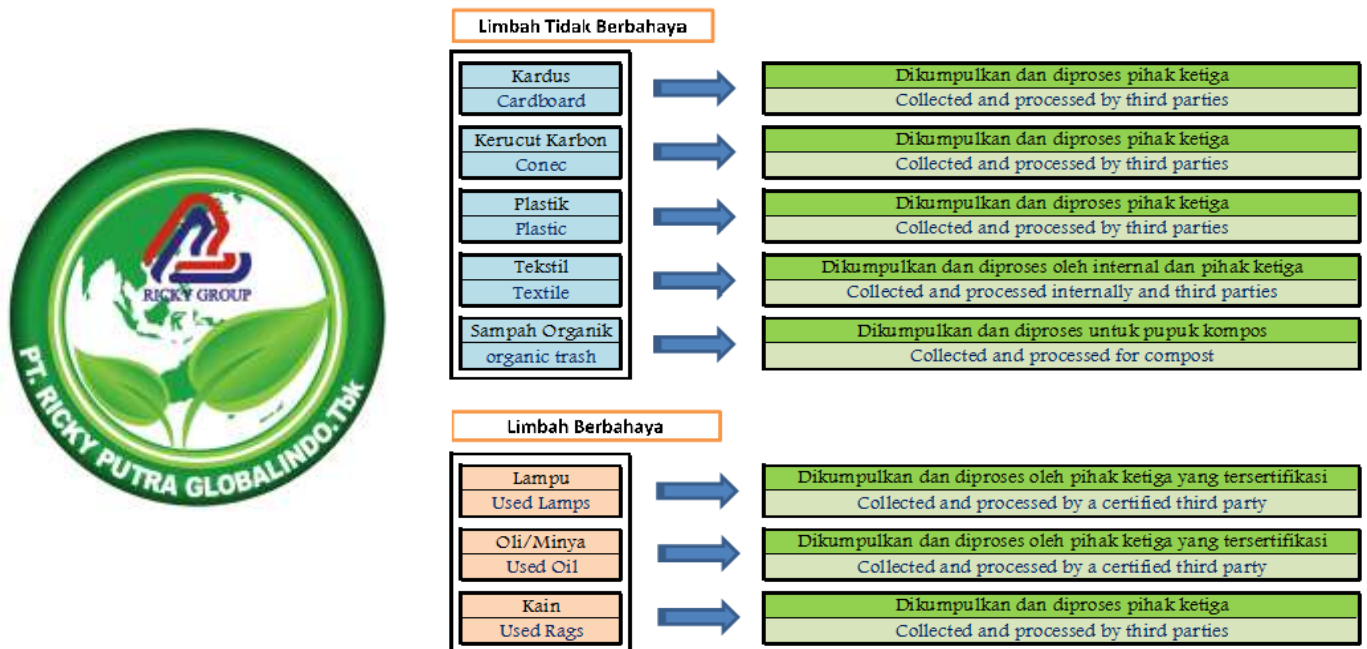 RICKY GROUP
PT. RICKY PUTRA GLOBALINDO.Tbk
Limbah Tidak Berbahaya
Kardus
Cardboard
Dikumpulkan dan diproses pihak ketiga
Collected and processed by third parties
Kerucut Karbon
Conec
Dikumpulkan dan diproses pihak ketiga
Collected and processed by third parties
Plastik
Plastic
Dikumpulkan dan diproses pihak ketiga
Collected and processed by third parties
Tekstil
Textile
Dikumpulkan dan diproses oleh internal dan pihak ketiga
Collected and processed internally and third parties
Sampah Organik
organic trash
Dikumpulkan dan diproses untuk pupuk kompos
Collected and processed for compost
Limbah Berbahaya
Lampu
Used Lamps
Dikumpulkan dan diproses oleh pihak ketiga yang tersertifikasi
Collected and processed by a certified third party
Oli/Minya
Used Oil
Dikumpulkan dan diproses oleh pihak ketiga yang tersertifikasi
Collected and processed by a certified third party
Kain
Used Rags
Dikumpulkan dan diproses pihak ketiga
Collected and processed by third parties